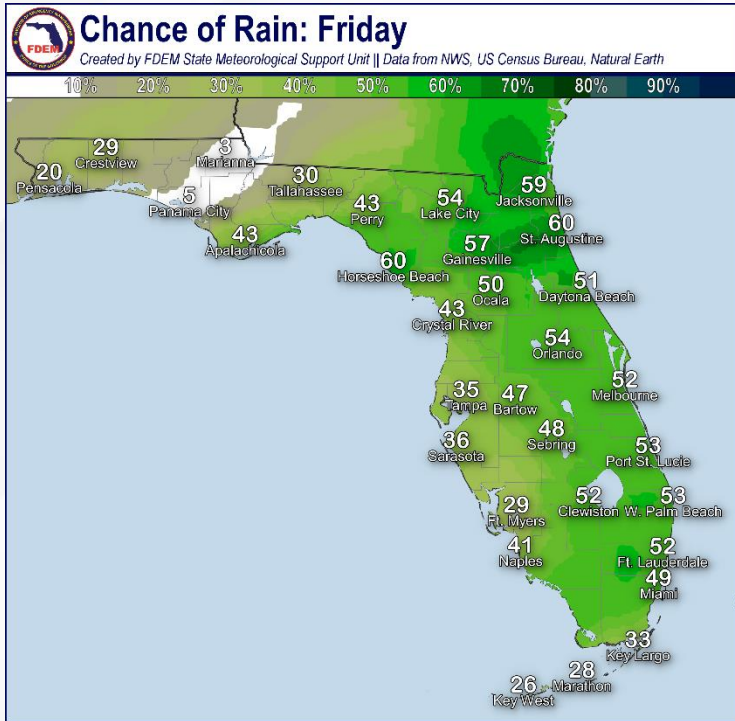 Chance of Rain: Friday
Created by FDEM State Meteorological Support Unit || Data from NWS, US Census Bureau, Natural Earth
FDEM
10% 20% 30% 40% 50% 60% 70% 80% 90%
29
Crestview
3
Marianna
20
Pensacola
5
Panama City
30
Tallahassee
43
Apalachicola
43
Perry
54
Lake City
59
Jacksonville
60
St. Augustine
57
Gainesville
60
Horseshoe Beach
50
Ocala
51
Daytona Beach
43
Crystal River
54
Orlando
52
Melbourne
35
Tampa
47
Bartow
36
Sarasota
48
Sebring
53
Port St. Lucie
29
Ft. Myers
52
Clewiston
53
W. Palm Beach
41
Naples
52
Ft. Lauderdale
49
Miami
33
Key Largo
28
Marathon
26
Key West